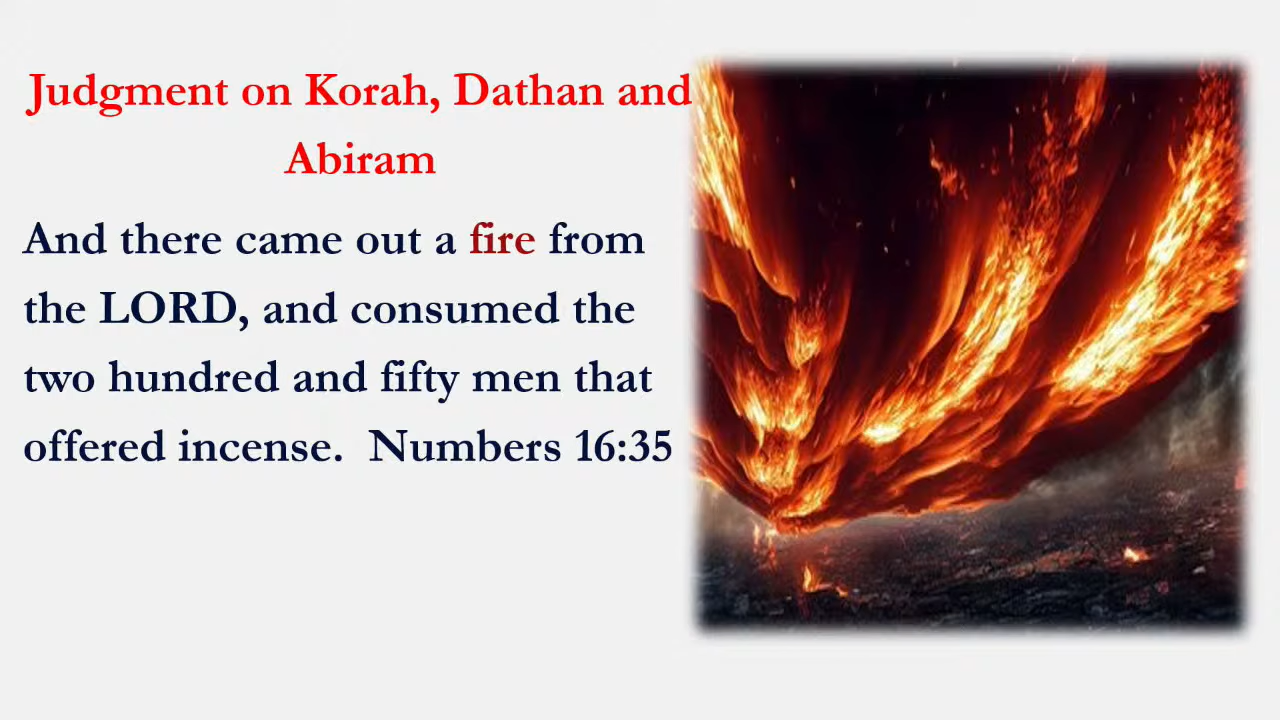 Judgment on Korah, Dathan and
Abiram
And there came out a fire from
the LORD, and consumed the
two hundred and fifty men that
offered incense.  Numbers 16:35